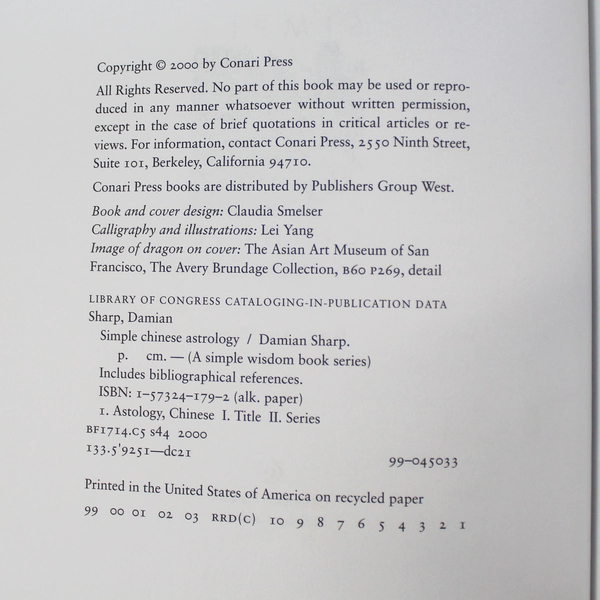 Copyright © 2000 by Conari Press
All Rights Reserved. No part of this book may be used or repro-
duced in any manner whatsoever without written permission,
except in the case of brief quotations in critical articles or re-
views. For information, contact Conari Press, 2550 Ninth Street,
Suite 101, Berkeley, California 94710.
Conari Press books are distributed by Publishers Group West.
Book and cover design: Claudia Smelser
Calligraphy and illustrations: Lei Yang
Image of dragon on cover: The Asian Art Museum of San
Francisco, The Avery Brundage Collection, B60 P269, detail
LIBRARY OF CONGRESS CATALOGING-IN-PUBLICATION DATA
Sharp, Damian
Simple chinese astrology / Damian Sharp.
p. cm. — (A simple wisdom book series)
Includes bibliographical references.
ISBN: 1-57324-179-2 (alk. paper)
1. Astology, Chinese I. Title II. Series
BF1714.C5 S44 2000
133.5'9251—dc21
99-045033
Printed in the United States of America on recycled paper
99 00 01 02 03 RRD(C) 10 9 8 7 6 5 4 3 2 1